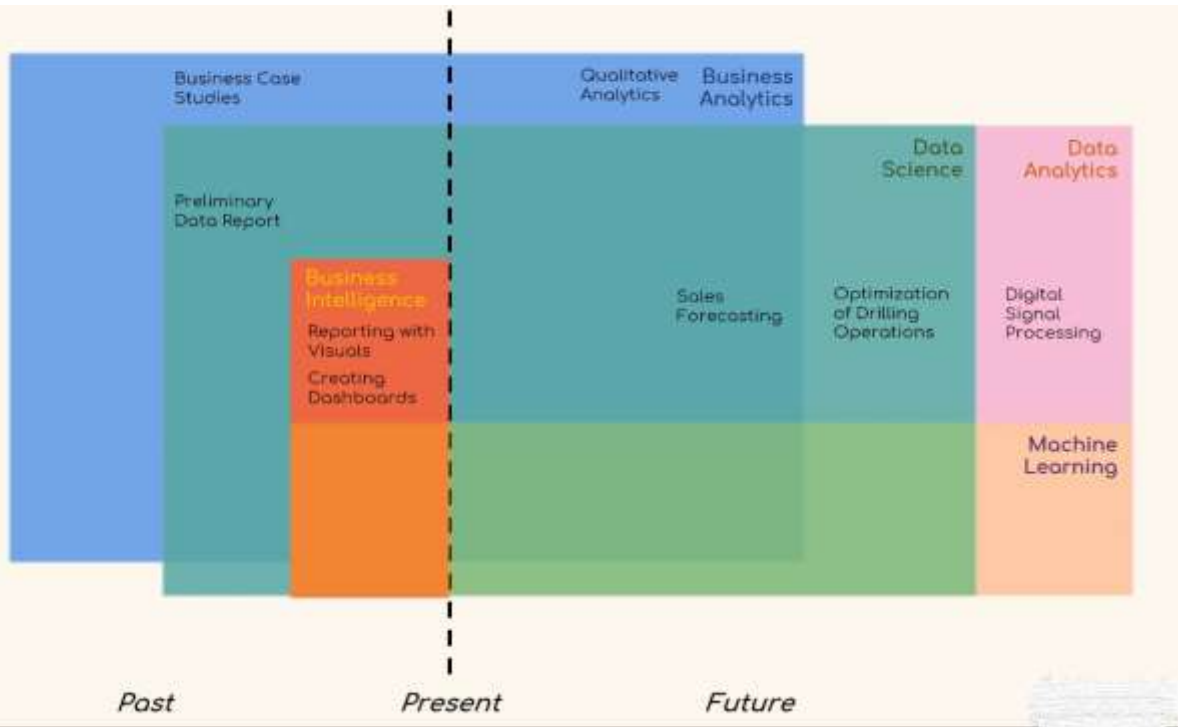 Business Case
Studies
Qualitative
Analytics
Business
Analytics
Data
Science
Data
Analytics
Preliminary
Data Report
Business
Intelligence
Reporting with
Visuals
Creating
Dashboards
Sales
Forecasting
Optimization
of Drilling
Operations
Digital
Signal
Processing
Machine
Learning
Past
Present
Future